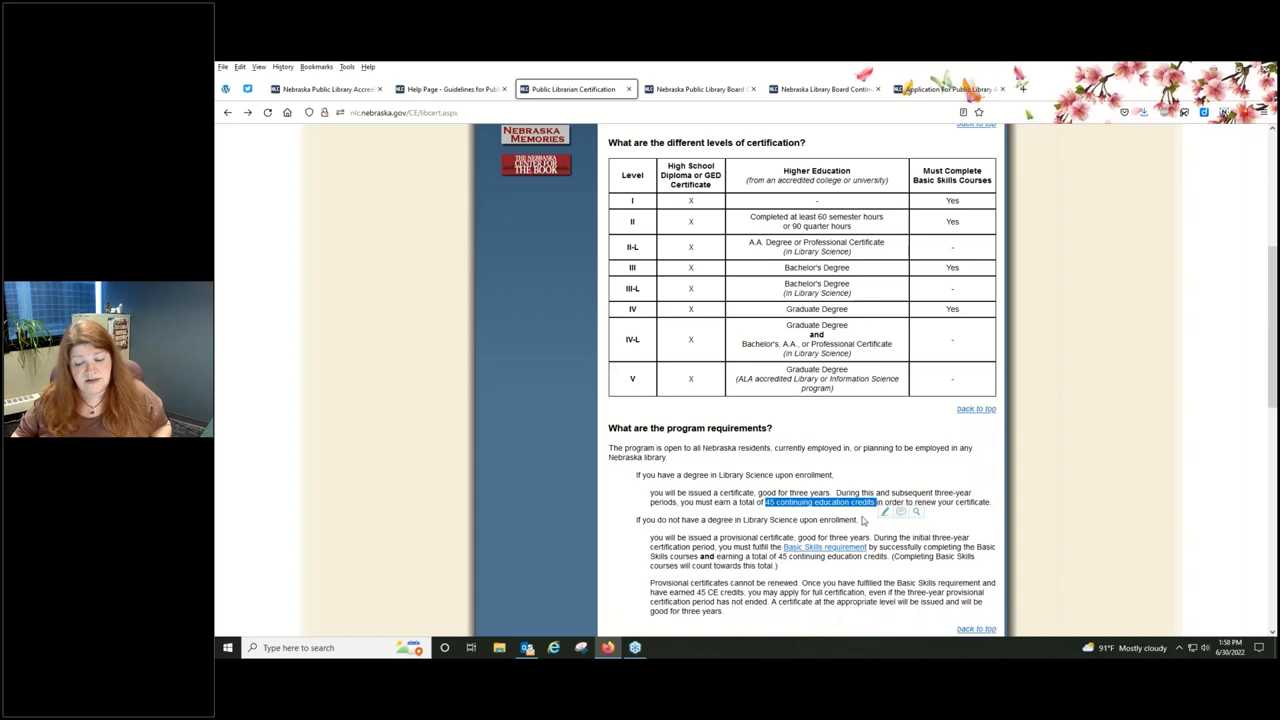 File Edit View History Bookmarks Tools Help
Nebraska Public Library Accred
Help Page - Guidelines for Pub
Public Librarian Certification
Nebraska Public Library Board C
Nebraska Library Board Continu
Application For Public Library A
nlc.nebraska.gov/CE/libcert.aspx
NEBRASKA
MEMORIES
THE NEBRASKA
CENTER FOR
THE BOOK
back to top
What are the different levels of certification?
Level
High School
Diploma or GED
Certificate
Higher Education
(from an accredited college or university)
Must Complete
Basic Skills Courses
I X - Yes
II X Completed at least 60 semester hours
or 90 quarter hours Yes
II-L X A.A. Degree or Professional Certificate
(in Library Science) -
III X Bachelor's Degree Yes
III-L X Bachelor's Degree
(in Library Science) -
IV X Graduate Degree Yes
IV-L X Graduate Degree
and
Bachelor's, A.A., or Professional Certificate
(in Library Science) -
V X Graduate Degree
(ALA accredited Library or Information Science
program) -
back to top
What are the program requirements?
The program is open to all Nebraska residents, currently employed in, or planning to be employed in any
Nebraska library.
If you have a degree in Library Science upon enrollment,
you will be issued a certificate, good for three years. During this and subsequent three-year
periods, you must earn a total of 45 continuing education credits in order to renew your certificate.
If you do not have a degree in Library Science upon enrollment,
you will be issued a provisional certificate, good for three years. During the initial three-year
certification period, you must fulfill the Basic Skills requirement by successfully completing the Basic
Skills courses and earning a total of 45 continuing education credits. (Completing Basic Skills
courses will count towards this total.)
Provisional certificates cannot be renewed. Once you have fulfilled the Basic Skills requirement and
have earned 45 CE credits, you may apply for full certification, even if the three-year provisional
certification period has not ended. A certificate at the appropriate level will be issued and will be
good for three years.
back to top
Type here to search
91°F Mostly cloudy
1:58 PM
6/30/2022